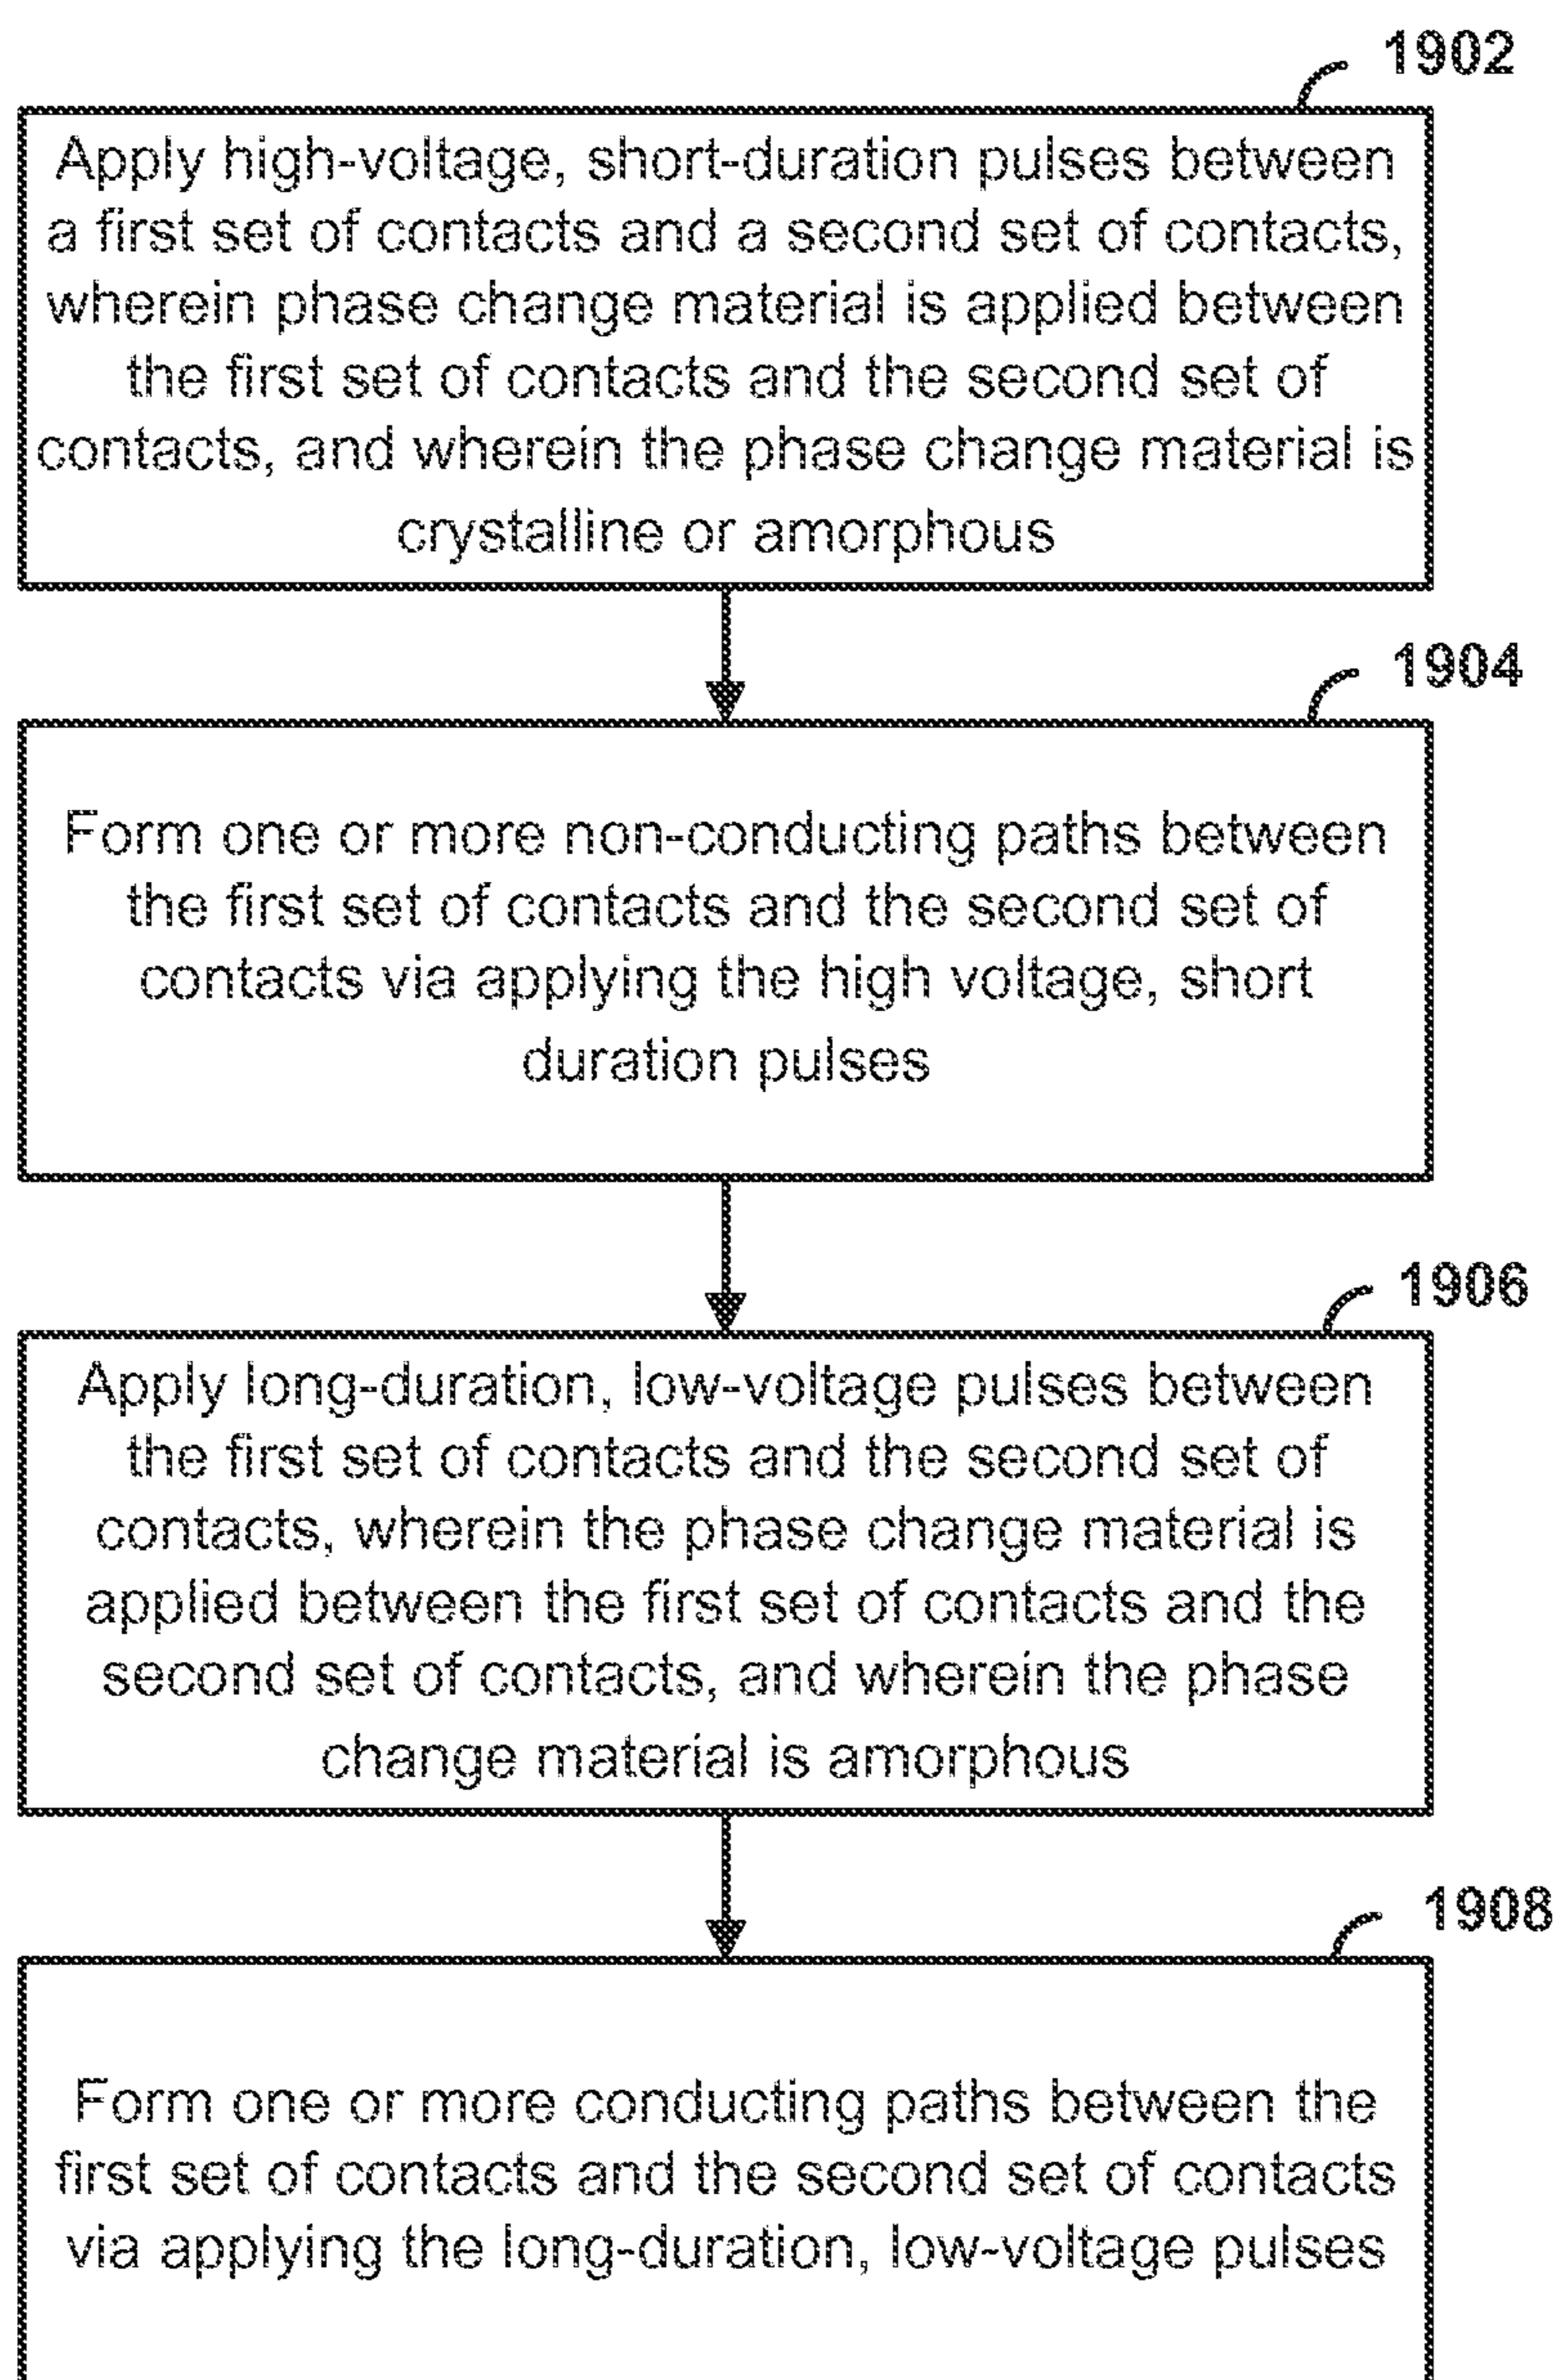 1902
Apply high-voltage, short-duration pulses between
a first set of contacts and a second set of contacts,
wherein phase change material is applied between
the first set of contacts and the second set of
contacts, and wherein the phase change material is
crystalline or amorphous
1904
Form one or more non-conducting paths between
the first set of contacts and the second set of
contacts via applying the high voltage, short
duration pulses
1906
Apply long-duration, low-voltage pulses between
the first set of contacts and the second set of
contacts, wherein the phase change material is
applied between the first set of contacts and the
second set of contacts, and wherein the phase
change material is amorphous
1908
Form one or more conducting paths between the
first set of contacts and the second set of contacts
via applying the long-duration, low-voltage pulses